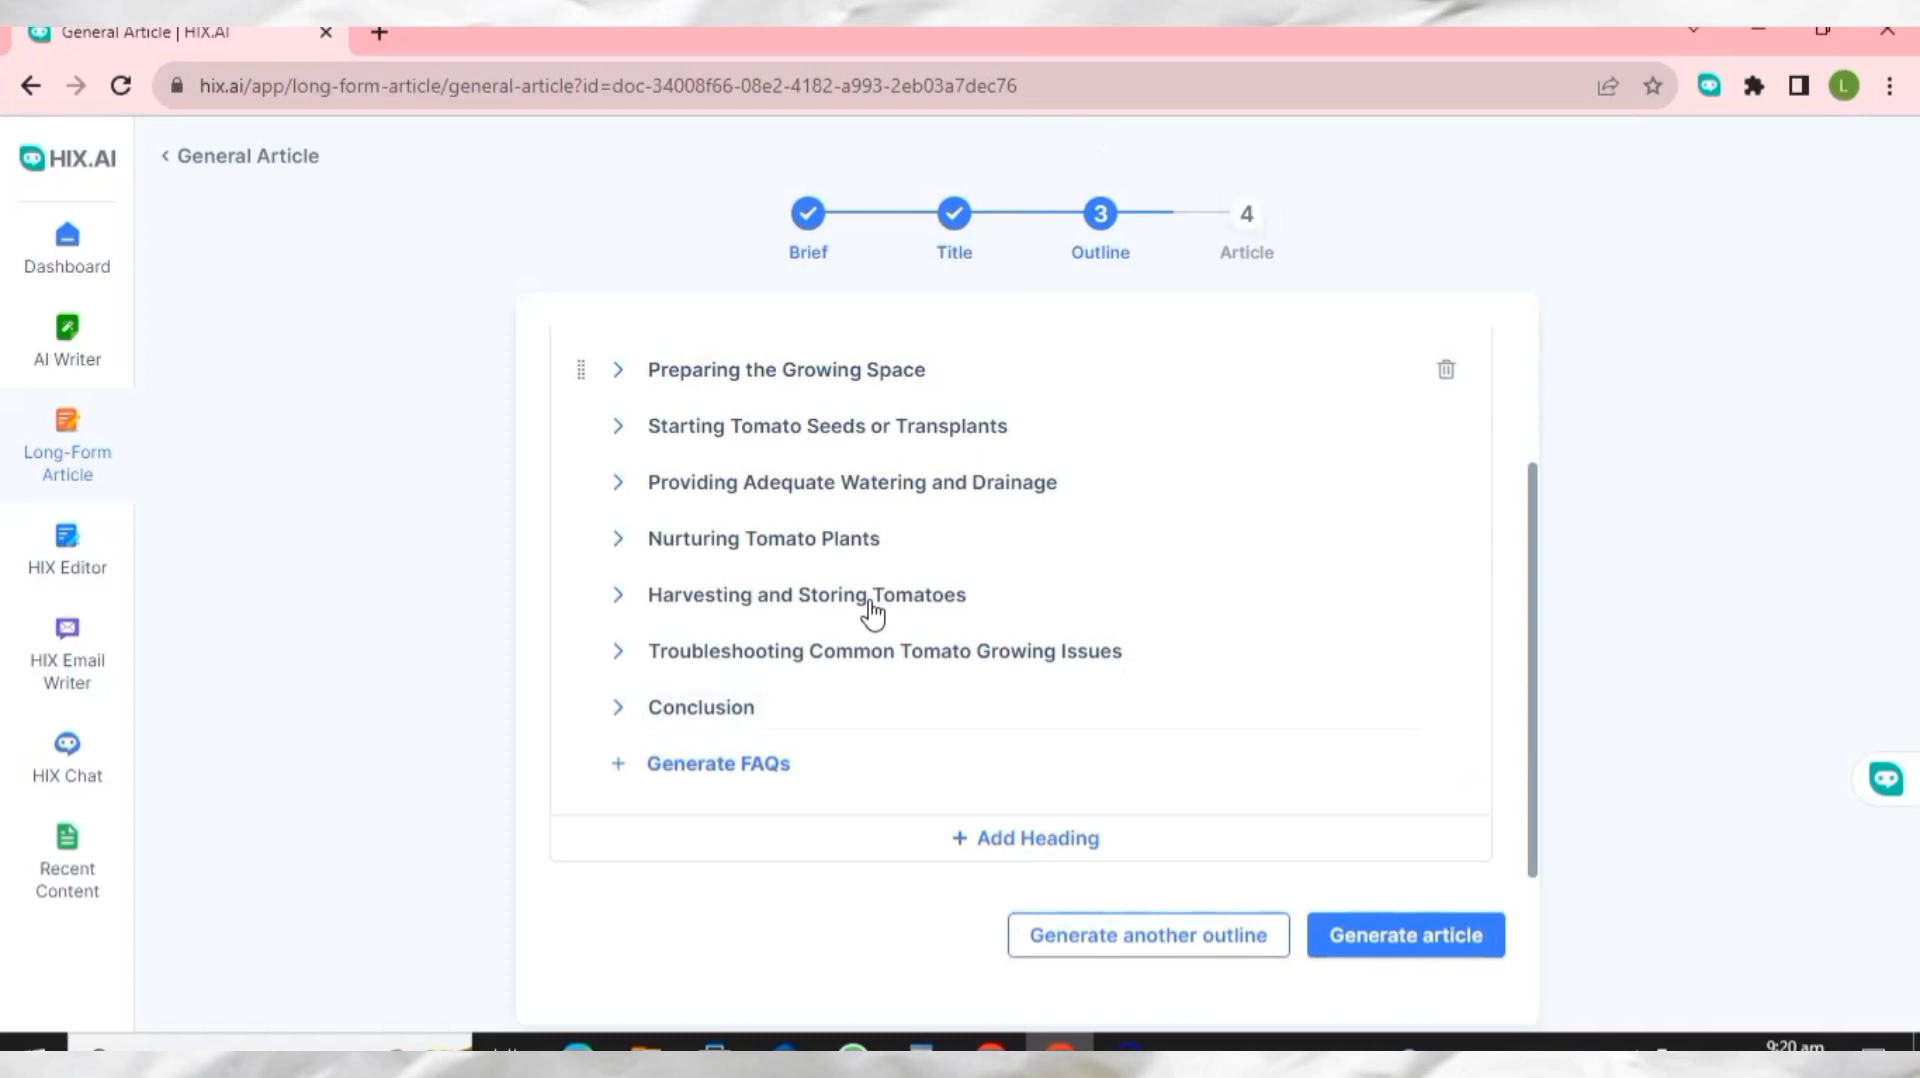 General Article | HIX.AI
hix.ai/app/long-form-article/general-article?id=doc-34008f66-08e2-4182-a993-2eb03a7dec76
L
HIX.AI
General Article
3
4
Brief
Title
Outline
Article
Dashboard
AI Writer
Long-Form
Article
HIX Editor
HIX Email
Writer
HIX Chat
Recent
Content
Preparing the Growing Space
Starting Tomato Seeds or Transplants
Providing Adequate Watering and Drainage
Nurturing Tomato Plants
Harvesting and Storing Tomatoes
Troubleshooting Common Tomato Growing Issues
Conclusion
+ Generate FAQs
+ Add Heading
Generate another outline
Generate article
9:20 am